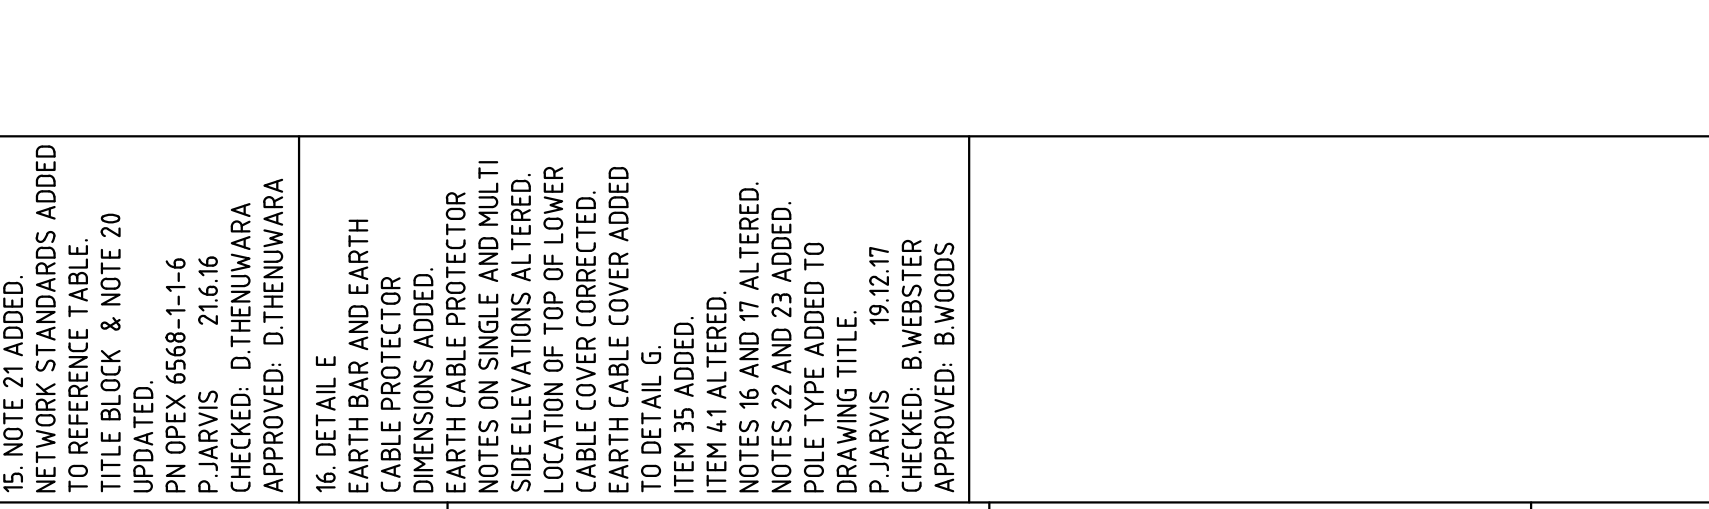 15. NOTE 21 ADDED.
NETWORK STANDARDS ADDED
TO REFERENCE TABLE.
TITLE BLOCK & NOTE 20
UPDATED.
PN OPEX 6568-1-1-6
P.JARVIS 21.6.16
CHECKED: D.THENUWARA
APPROVED: D.THENUWARA
16. DETAIL E
EARTH BAR AND EARTH
CABLE PROTECTOR
DIMENSIONS ADDED.
EARTH CABLE PROTECTOR
NOTES ON SINGLE AND MULTI
SIDE ELEVATIONS ALTERED.
LOCATION OF TOP OF LOWER
CABLE COVER CORRECTED.
EARTH CABLE COVER ADDED
TO DETAIL G.
ITEM 35 ADDED.
ITEM 41 ALTERED.
NOTES 16 AND 17 ALTERED.
NOTES 22 AND 23 ADDED.
POLE TYPE ADDED TO
DRAWING TITLE.
P.JARVIS 19.12.17
CHECKED: B.WEBSTER
APPROVED: B.WOODS